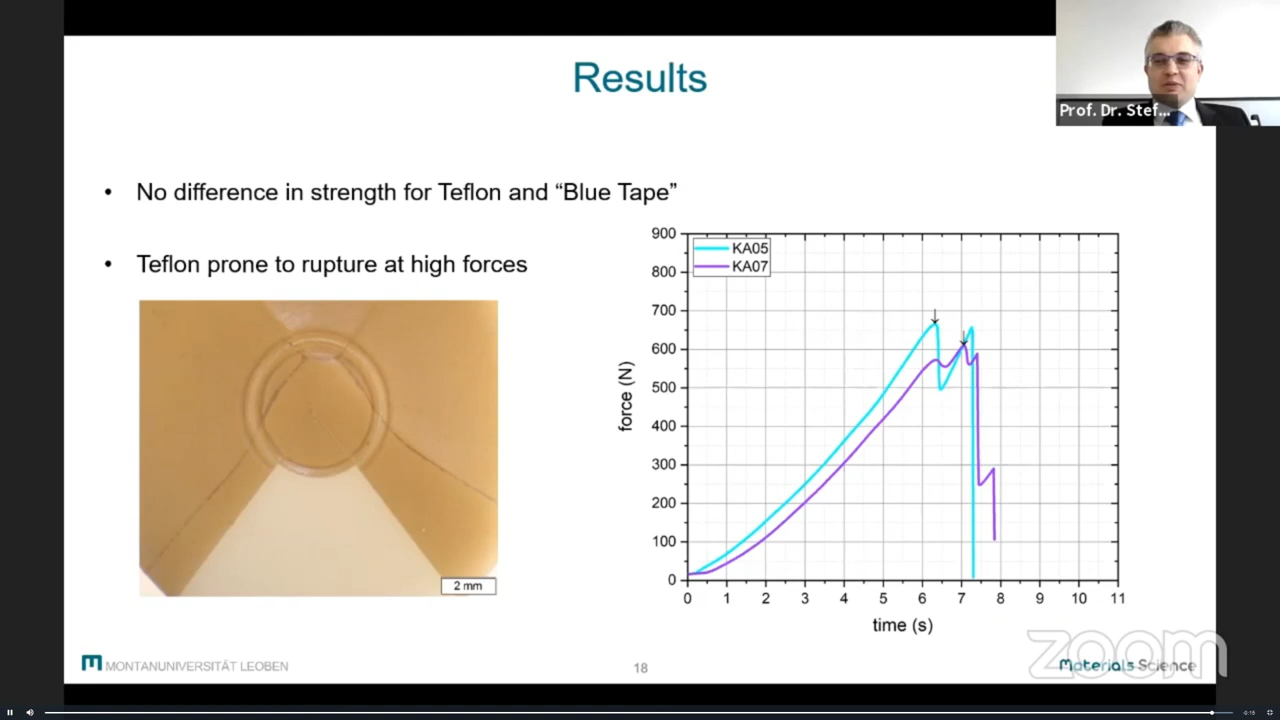 Results
Prof. Dr. Stef...
• No difference in strength for Teflon and “Blue Tape”
• Teflon prone to rupture at high forces
2 mm
KA05
KA07
900
800
700
600
500
400
300
200
100
0
force (N)
0 1 2 3 4 5 6 7 8 9 10 11
time (s)
MONTANUNIVERSITÄT LEOBEN
18
zoom
Materials Science
-0:16